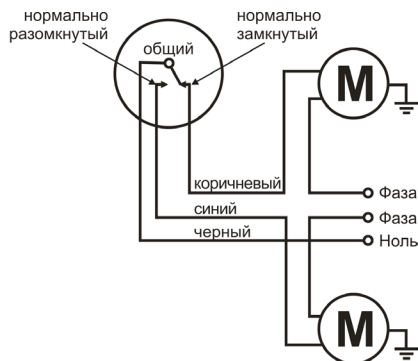 нормально
разомкнутый
нормально
замкнутый
общий
M
коричневый
Фаза
синий
Фаза
черный
Ноль
M